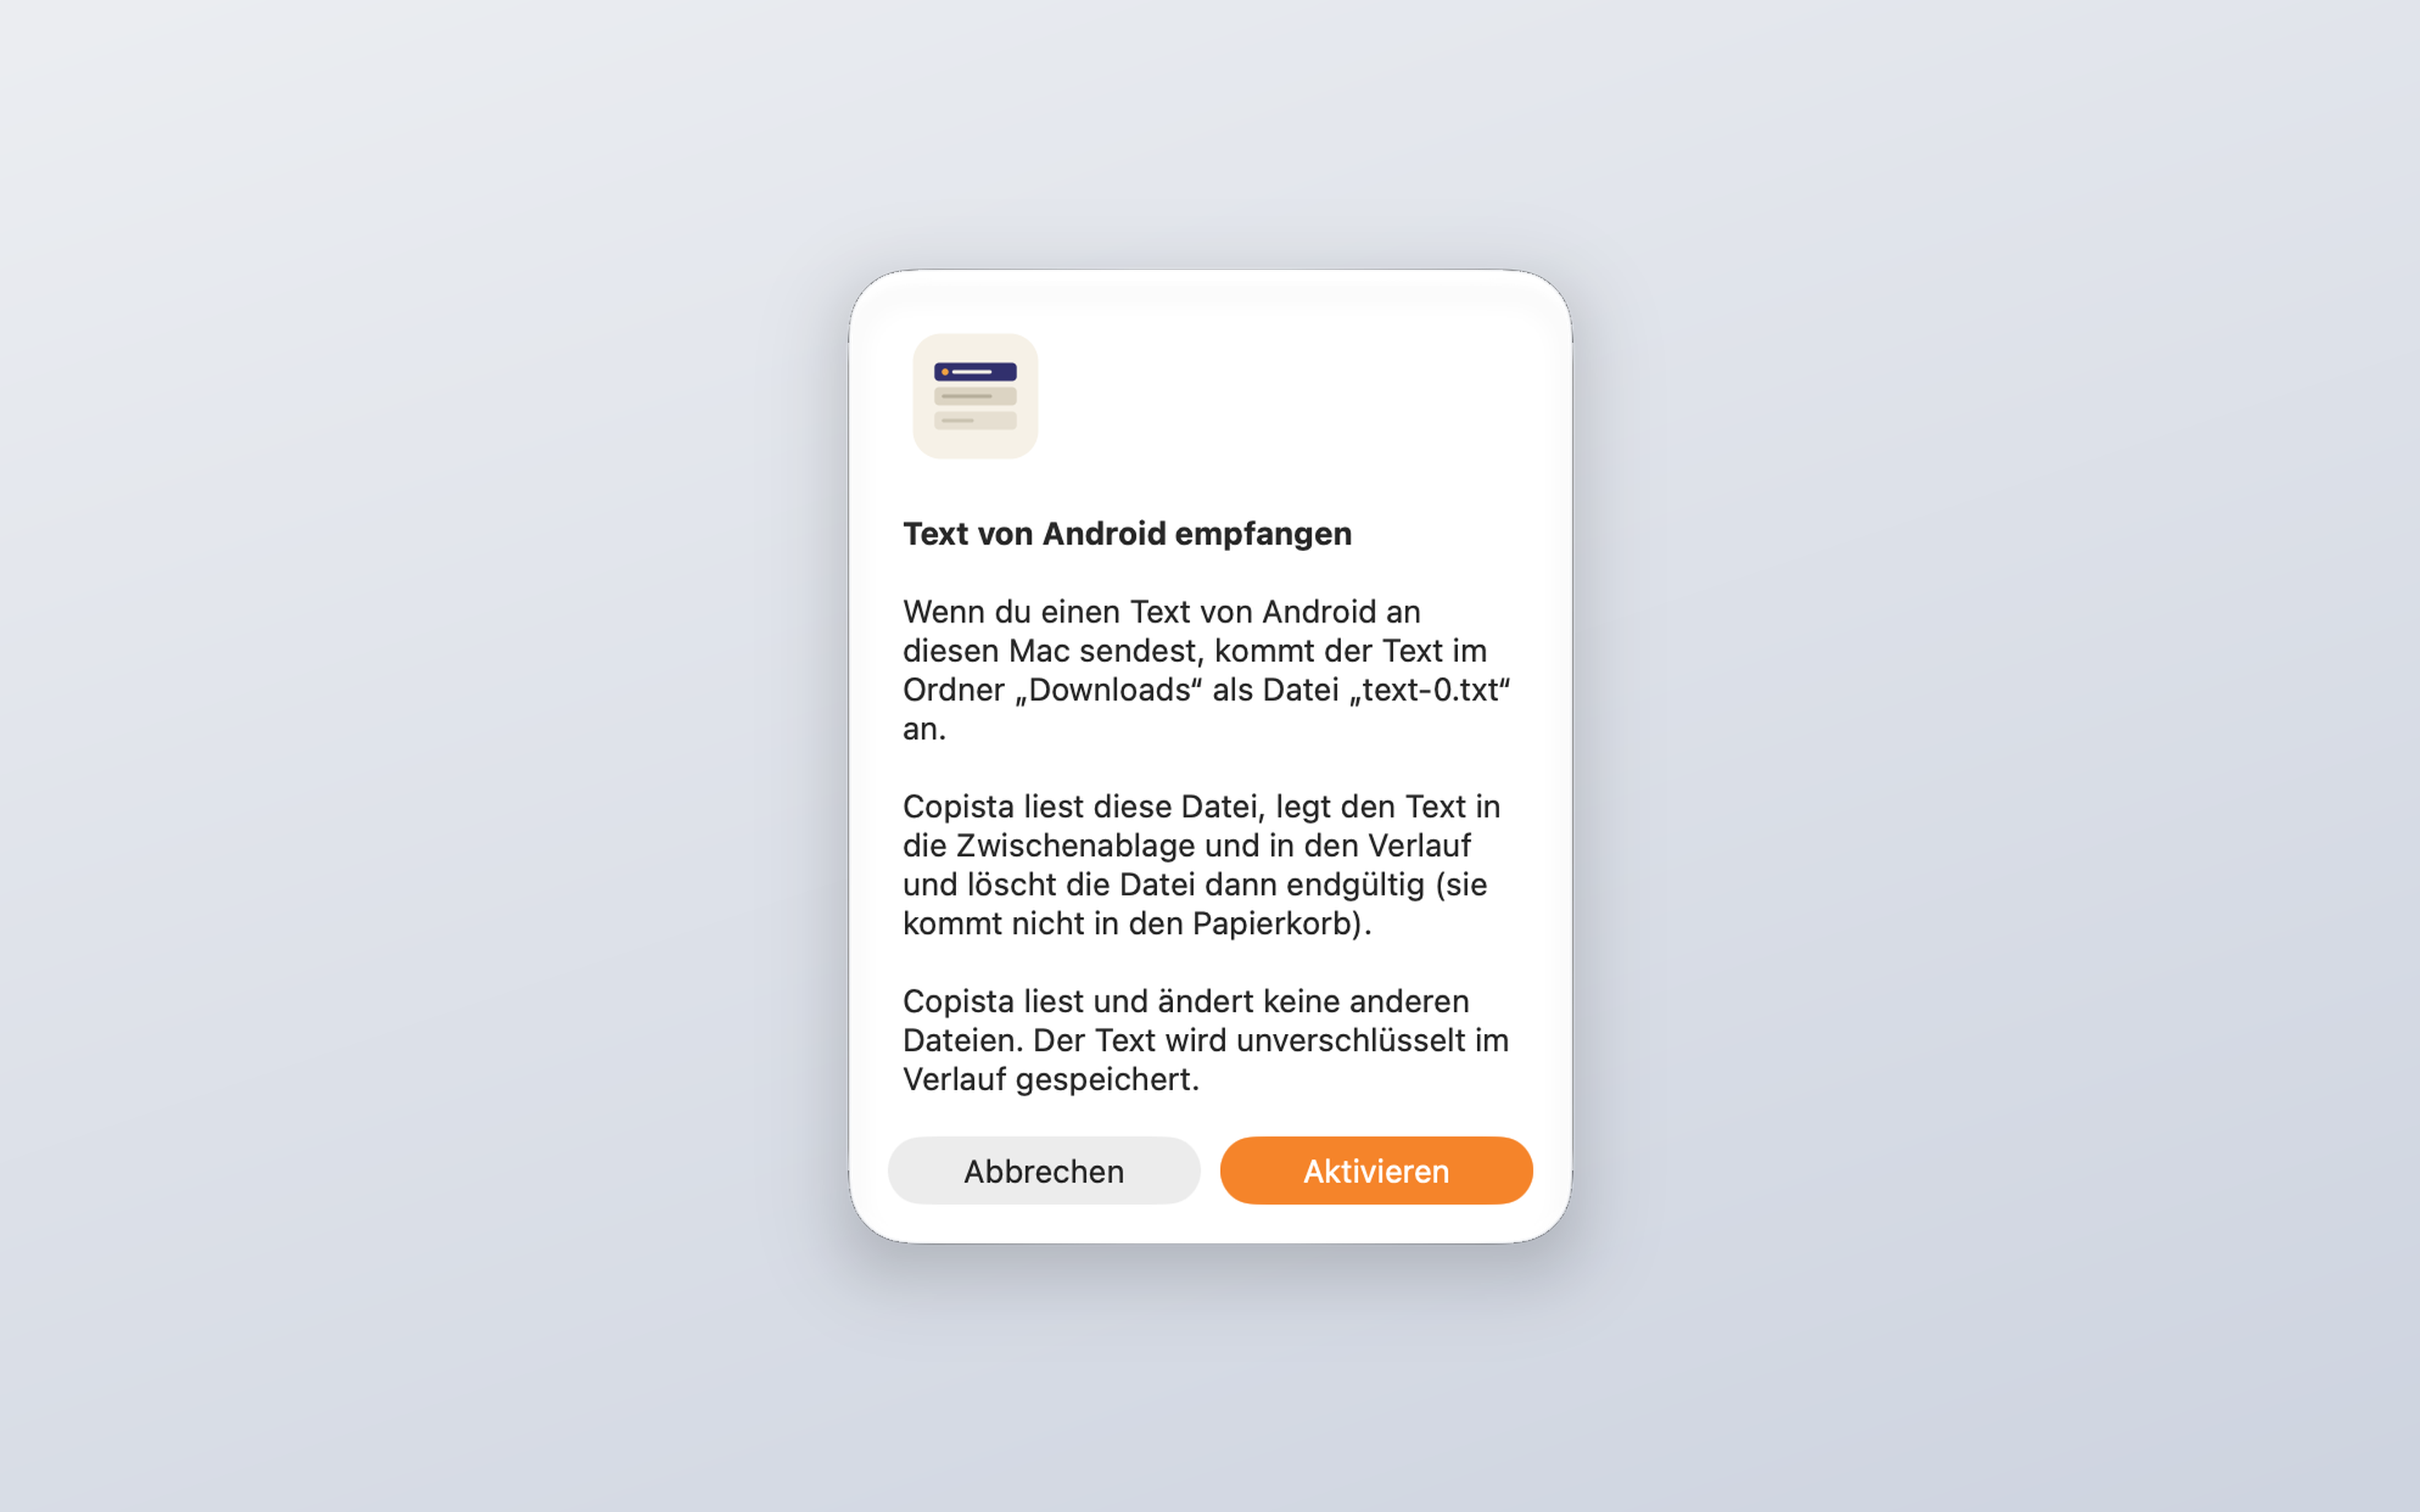 Text von Android empfangen
Wenn du einen Text von Android an
diesen Mac sendest, kommt der Text im
Ordner „Downloads“ als Datei „text-0.txt“
an.
Copista liest diese Datei, legt den Text in
die Zwischenablage und in den Verlauf
und löscht die Datei dann endgültig (sie
kommt nicht in den Papierkorb).
Copista liest und ändert keine anderen
Dateien. Der Text wird unverschlüsselt im
Verlauf gespeichert.
Abbrechen
Aktivieren